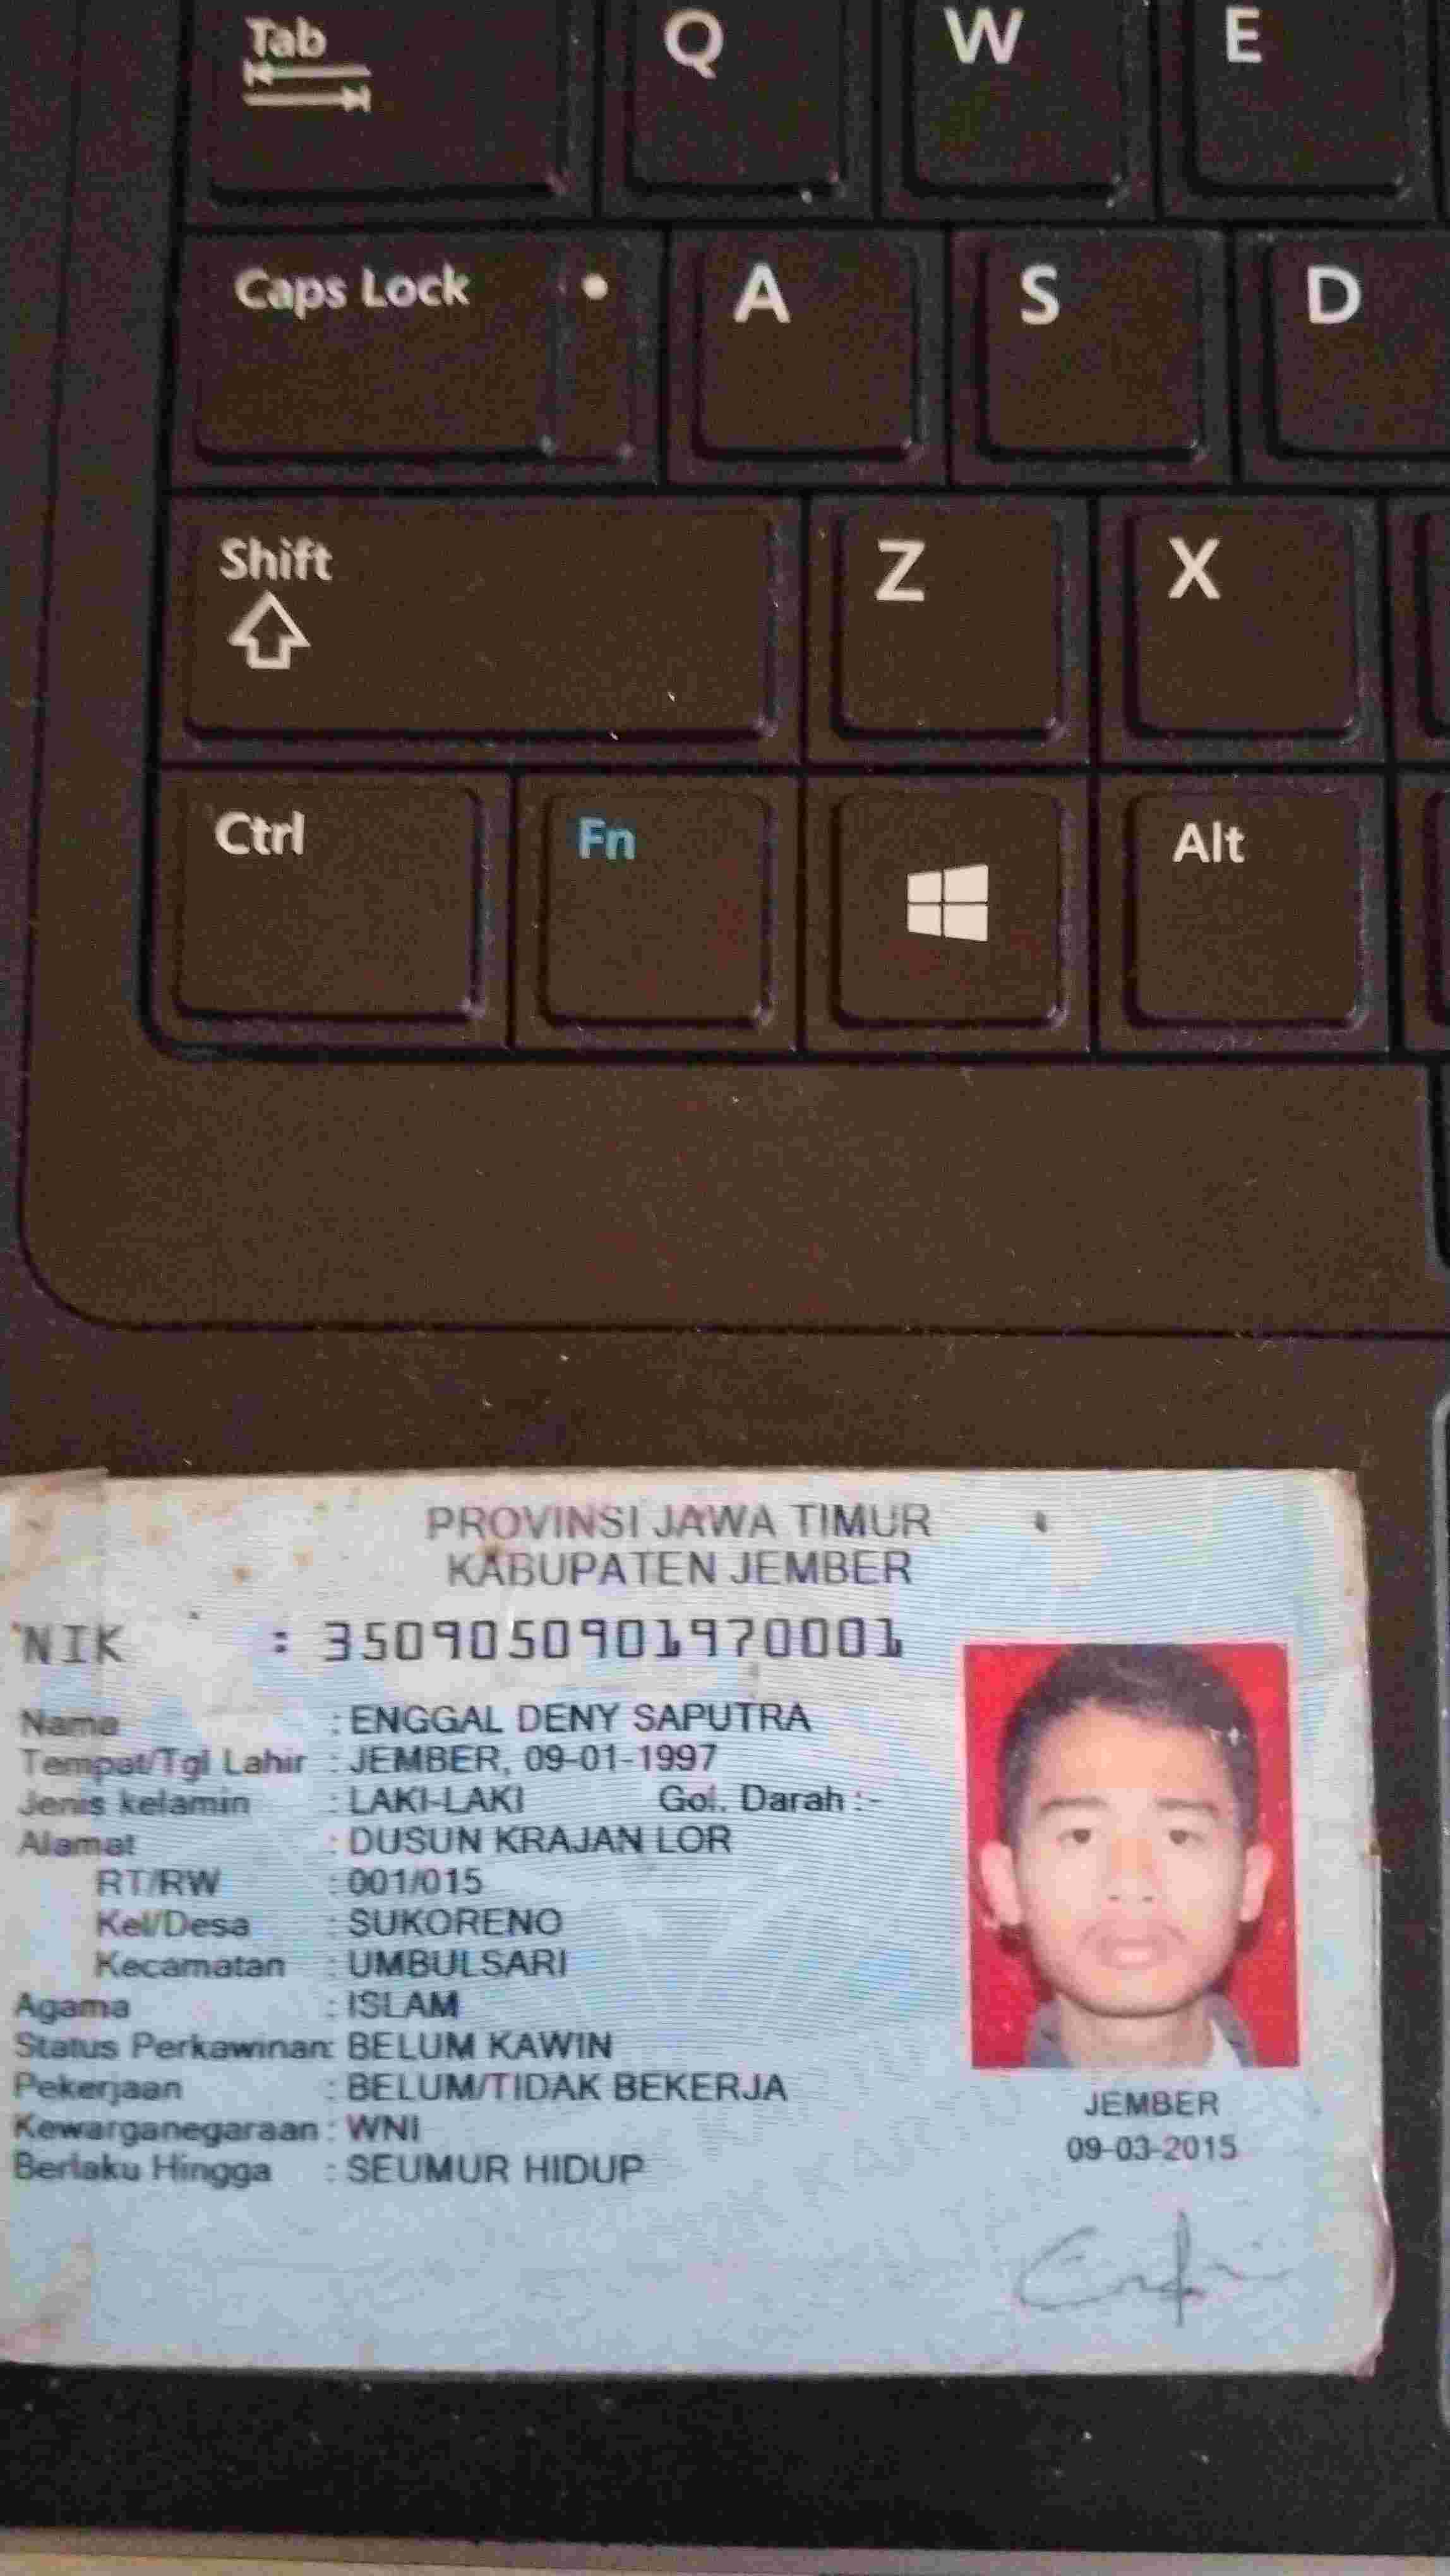 Tab Q W E
Caps Lock A S D
Shift Z X
Ctrl Fn Alt
PROVINSI JAWA TIMUR
KABUPATEN JEMBER
NIK : 3509050901970001
Nama : ENGGAL DENY SAPUTRA
Tempat/Tgl Lahir : JEMBER, 09-01-1997
Jenis kelamin : LAKI-LAKI Gol. Darah :-
Alamat : DUSUN KRAJAN LOR
RT/RW : 001/015
Kel/Desa : SUKORENO
Kecamatan : UMBULSARI
Agama : ISLAM
Status Perkawinan: BELUM KAWIN
Pekerjaan : BELUM/TIDAK BEKERJA
Kewarganegaraan : WNI
Berlaku Hingga : SEUMUR HIDUP
JEMBER
09-03-2015